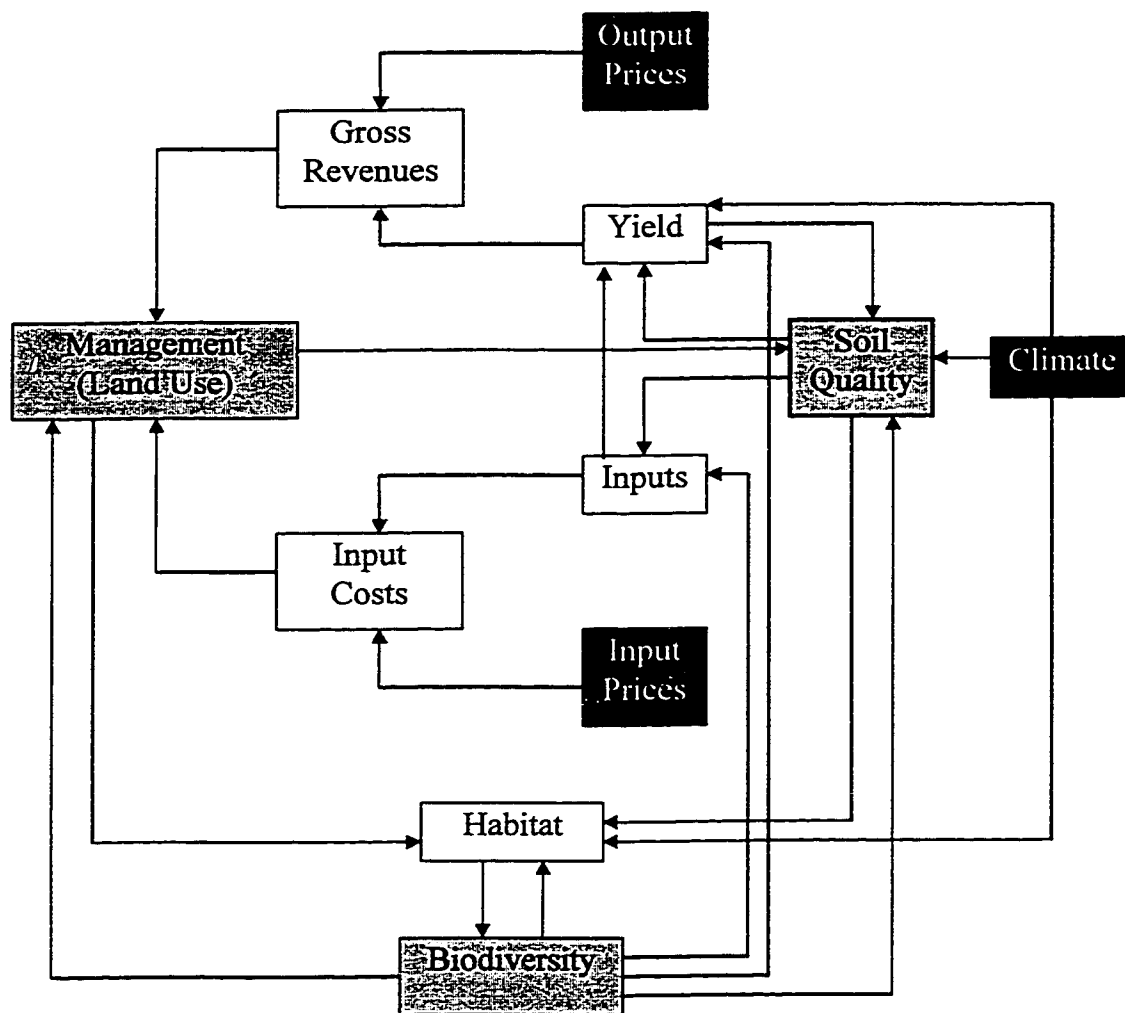 Output
Prices
Gross
Revenues
Yield
Management
(Land Use)
Soil
Quality
Climate
Inputs
Input
Costs
Input
Prices
Habitat
Biodiversity